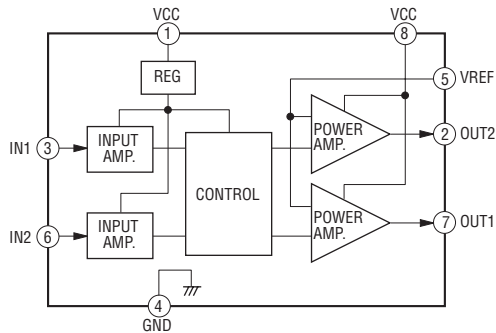 VCC
1
VCC
8
REG
5 VREF
IN1 3
INPUT
AMP.
POWER
AMP.
2 OUT2
CONTROL
IN2 6
INPUT
AMP.
POWER
AMP.
7 OUT1
4
GND